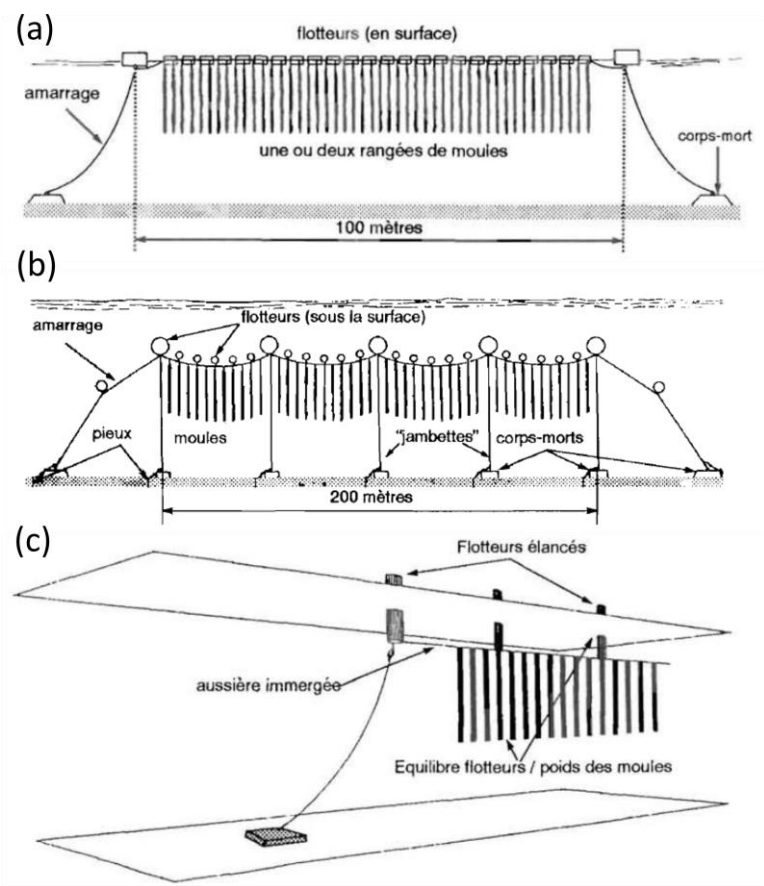 (a)
flotteurs (en surface)
amarrage
corps-mort
une ou deux rangées de moules
100 mètres
(b)
flotteurs (sous la surface)
amarrage
pieux
moules
"jambettes"
corps-morts
200 mètres
(c)
Flotteurs élancés
aussière immergée
Equilibre flotteurs / poids des moules